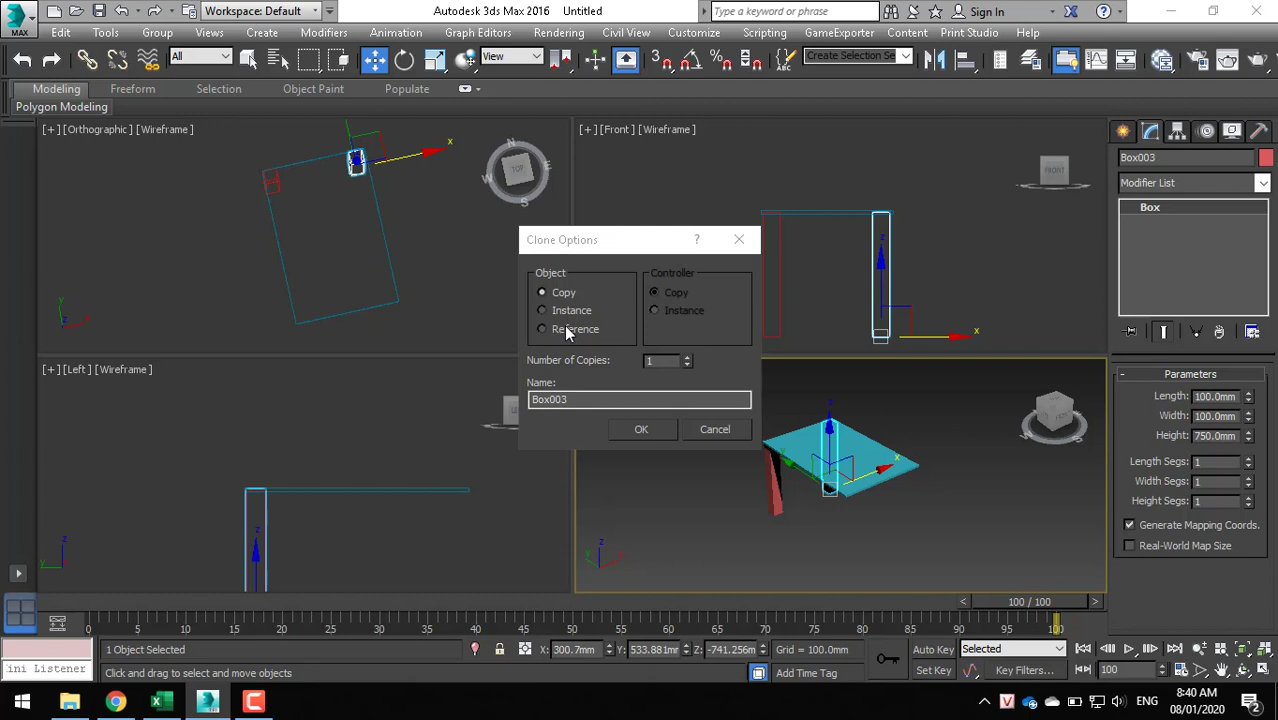 MAX
Workspace: Default
Autodesk 3ds Max 2016 Untitled
Type a keyword or phrase
Sign In
Edit Tools Group Views Create Modifiers Animation Graph Editors Rendering Civil View Customize Scripting GameExporter Content Print Studio Help
All
View
3
Create Selection Se
Modeling Freeform Selection Object Paint Populate
Polygon Modeling
[+] [Orthographic] [Wireframe]
[+] [Front] [Wireframe]
[+] [Left] [Wireframe]
x
N
W
E
S
TOP
FRONT
Box003
Modifier List
Box
Clone Options
?
Object
Copy
Instance
Reference
Controller
Copy
Instance
Number of Copies: 1
Name:
Box003
OK Cancel
z
x
y
z
x
z
z
y
z
Parameters
Length: 100.0mm
Width: 100.0mm
Height: 750.0mm
Length Segs: 1
Width Segs: 1
Height Segs: 1
Generate Mapping Coords.
Real-World Map Size
100 / 100
0 5 10 15 20 25 30 35 40 45 50 55 60 65 70 75 80 85 90 95 100
1 Object Selected
X: 300.7mm Y: 533.881mr Z: -741.256m Grid = 100.0mm
Auto Key Selected
ini Listener
Click and drag to select and move objects
Add Time Tag
Set Key Key Filters... 100
ENG
8:40 AM
08/01/2020
2